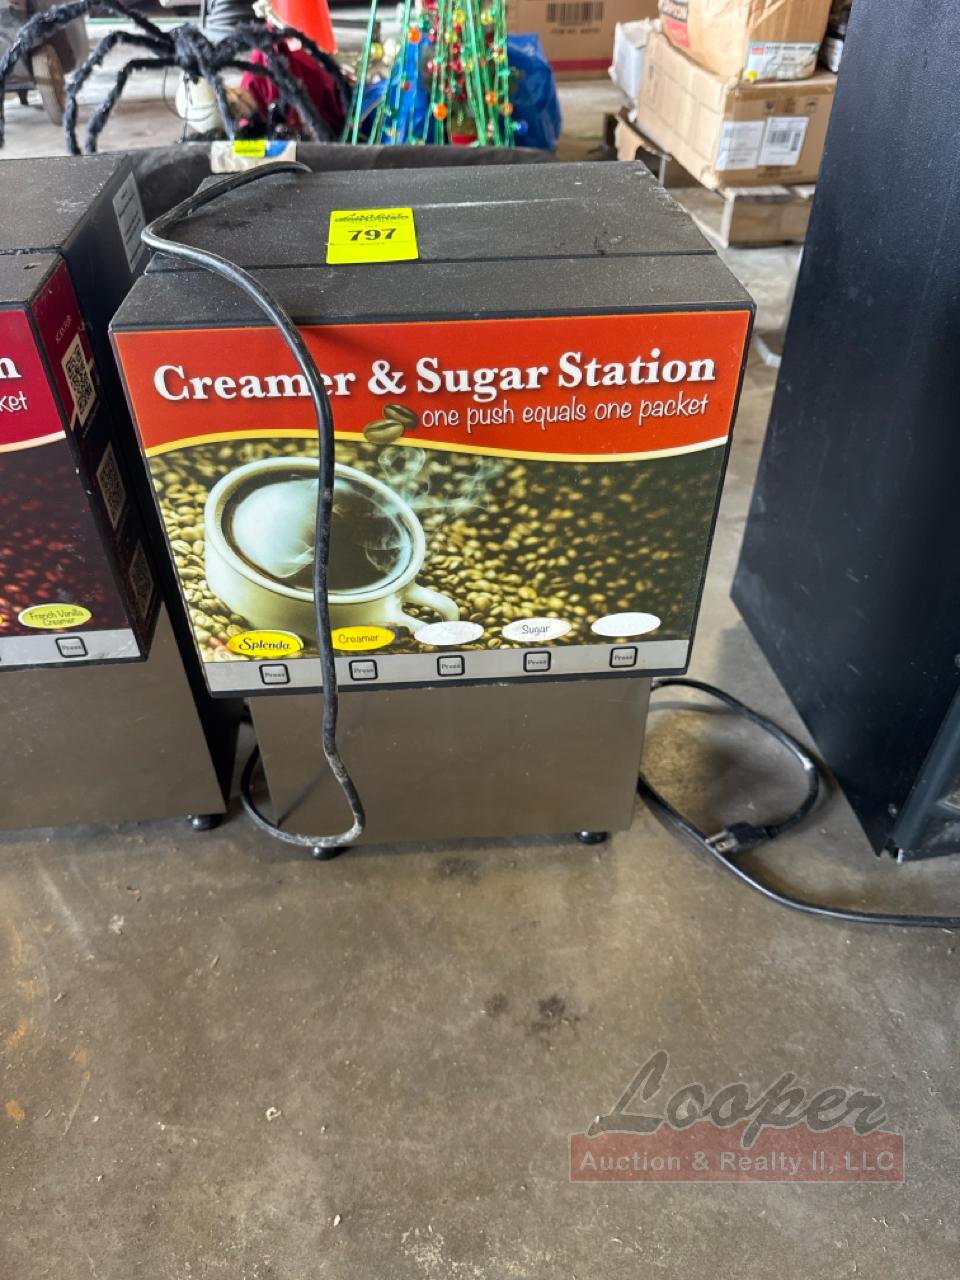 Looper
797
Creamer & Sugar Station
one push equals one packet
n
ket
French Vanilla
Creamer
Press
Splenda
Creamer
Sugar
Press
Press
Press
Press
Press
Looper
Auction & Realty II, LLC